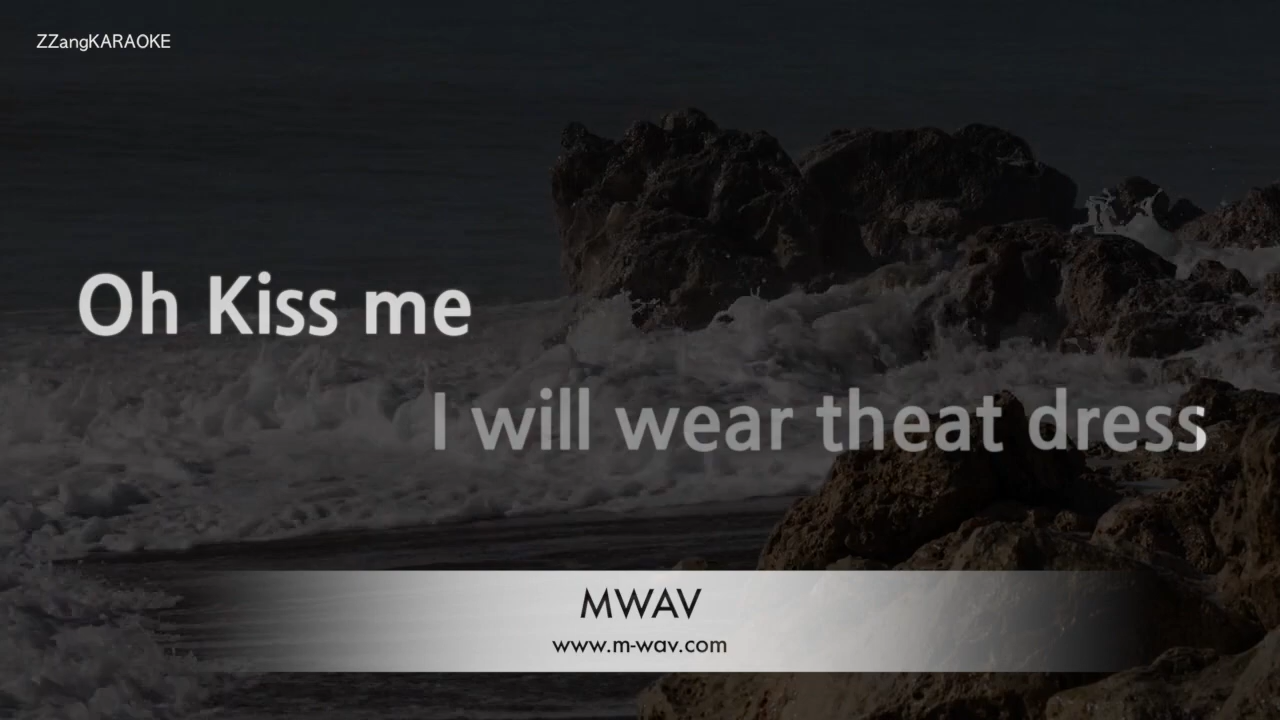 ZZangKARAOKE
Oh Kiss me
I will wear theat dress
MWAV
www.m-wav.com